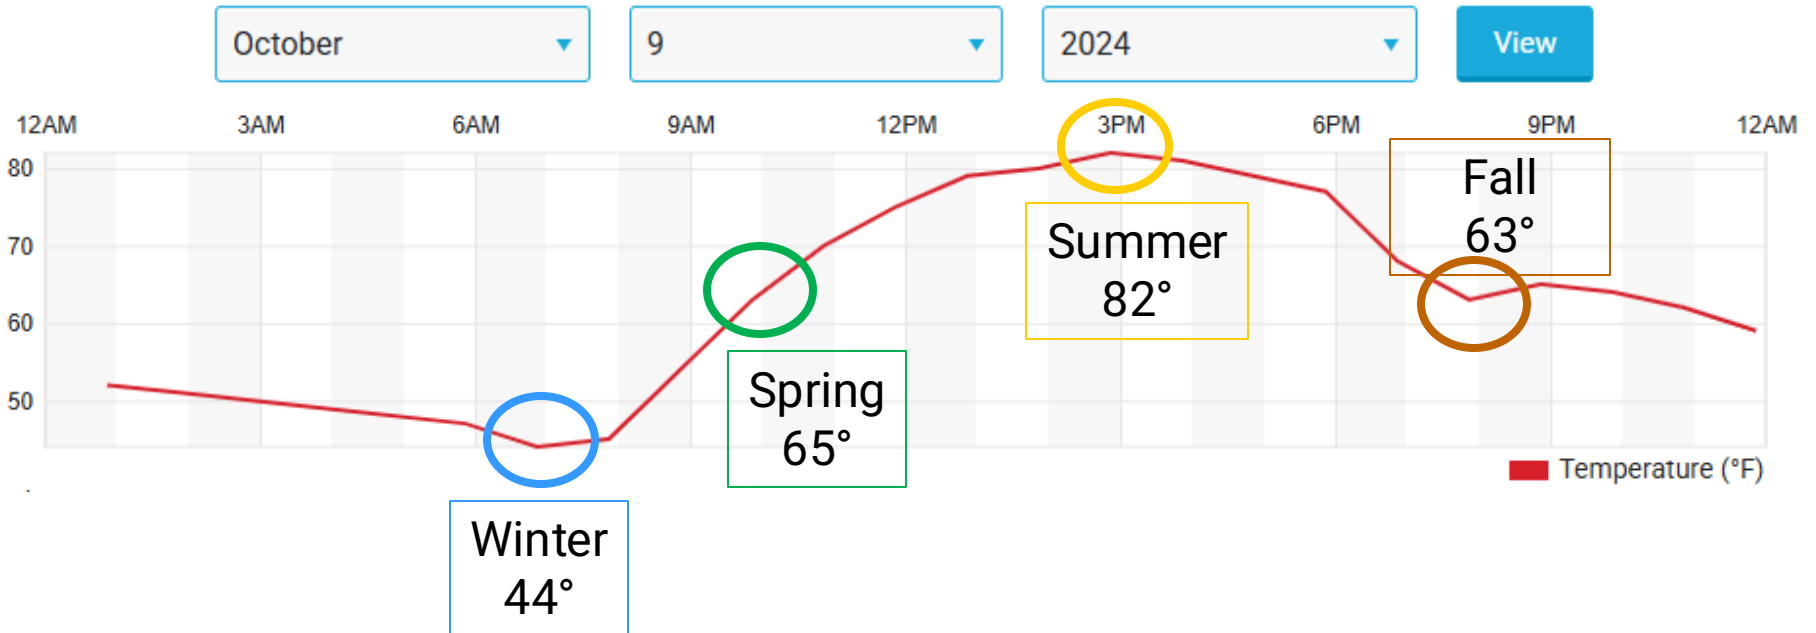 October
9
2024
View
12AM 3AM 6AM 9AM 12PM 3PM 6PM 9PM 12AM
80
70
60
50
Fall
63°
Summer
82°
Spring
65°
Temperature (°F)
Winter
44°